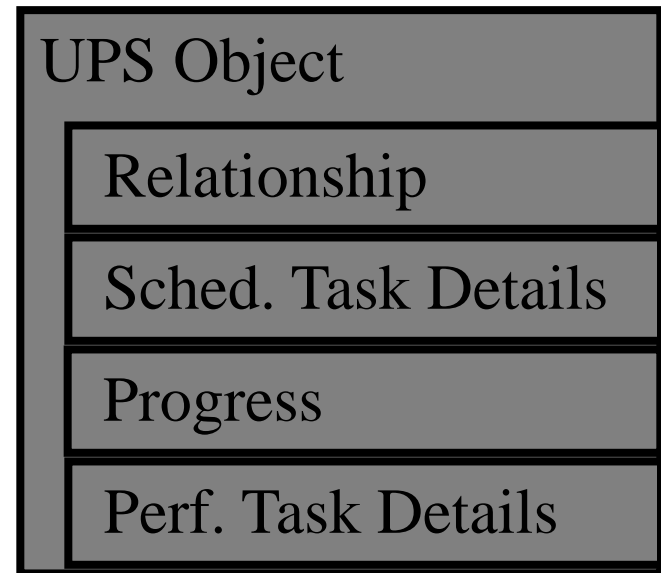 UPS Object
Relationship
Sched. Task Details
Progress
Perf. Task Details